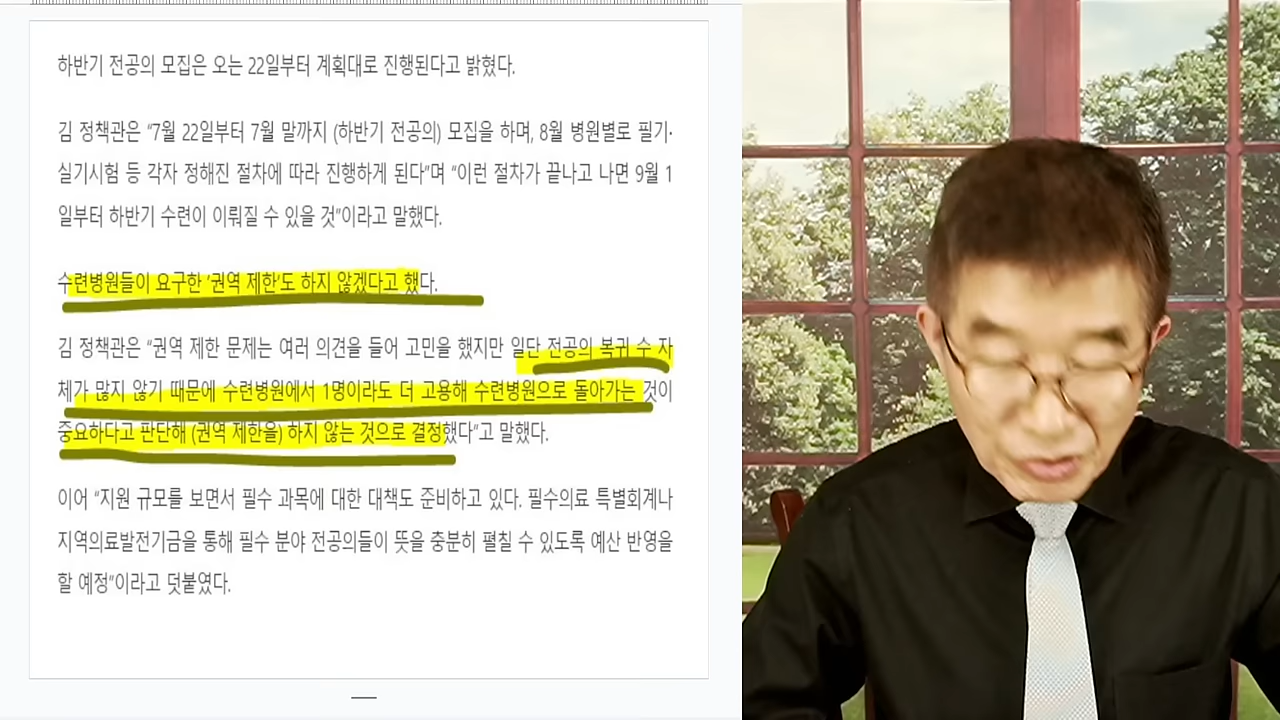 하반기 전공의 모집은 오는 22일부터 계획대로 진행된다고 밝혔다.
김 정책관은 “7월 22일부터 7월 말까지 (하반기 전공의) 모집을 하며, 8월 병원별로 필기·
실기시험 등 각자 정해진 절차에 따라 진행하게 된다”며 “이런 절차가 끝나고 나면 9월 1
일부터 하반기 수련이 이뤄질 수 있을 것”이라고 말했다.
수련병원들이 요구한 ‘권역 제한’도 하지 않겠다고 했다.
김 정책관은 “권역 제한 문제는 여러 의견을 들어 고민을 했지만 일단 전공의 복귀 수 자
체가 많지 않기 때문에 수련병원에서 1명이라도 더 고용해 수련병원으로 돌아가는 것이
중요하다고 판단해 (권역 제한을) 하지 않는 것으로 결정했다”고 말했다.
이어 “지원 규모를 보면서 필수 과목에 대한 대책도 준비하고 있다. 필수의료 특별회계나
지역의료발전기금을 통해 필수 분야 전공의들이 뜻을 충분히 펼칠 수 있도록 예산 반영을
할 예정”이라고 덧붙였다.